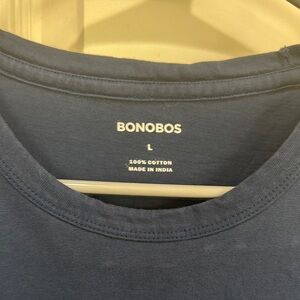 BONOBOS
L
100% COTTON
MADE IN INDIA